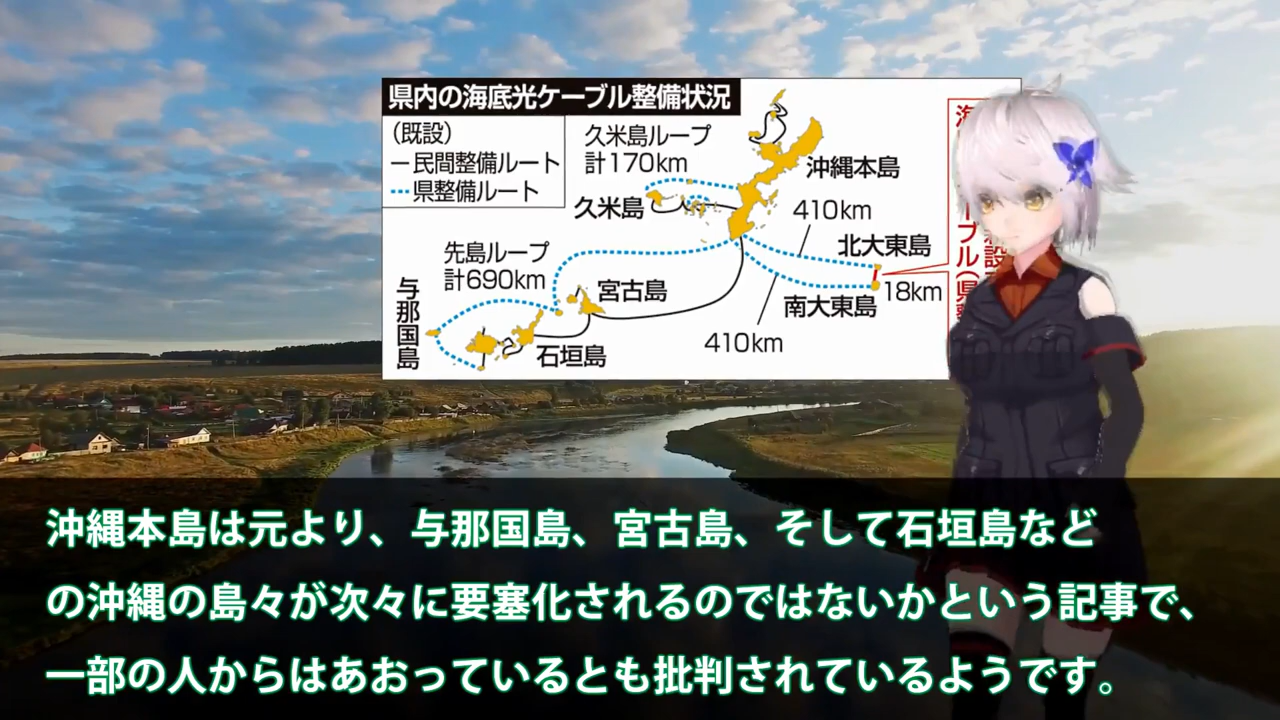 県内の海底光ケーブル整備状況
(既設)
民間整備ルート
県整備ルート
久米島ループ
計170km
沖縄本島
久米島
410km
北大東島
先島ループ
計690km
宮古島
18km
与那国島
南大東島
410km
石垣島
沖縄本島は元より、与那国島、宮古島、そして石垣島など
の沖縄の島々が次々に要塞化されるのではないかという記事で、
一部の人からはあおっているとも批判されているようです。